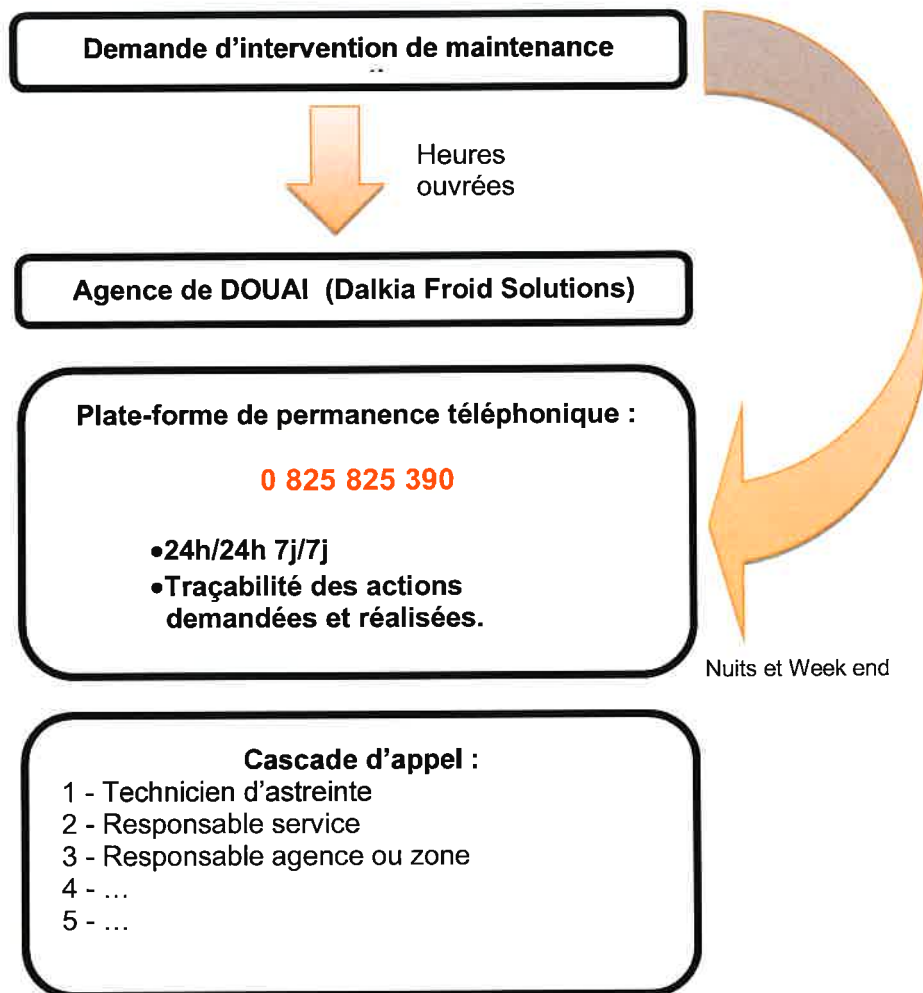 Demande d'intervention de maintenance
Heures
ouvrées
Agence de DOUAI (Dalkia Froid Solutions)
Plate-forme de permanence téléphonique :
0 825 825 390
•24h/24h 7j/7j
•Traçabilité des actions
demandées et réalisées.
Nuits et Week end
Cascade d'appel :
1 - Technicien d'astreinte
2 - Responsable service
3 - Responsable agence ou zone
4 - ...
5 - ...